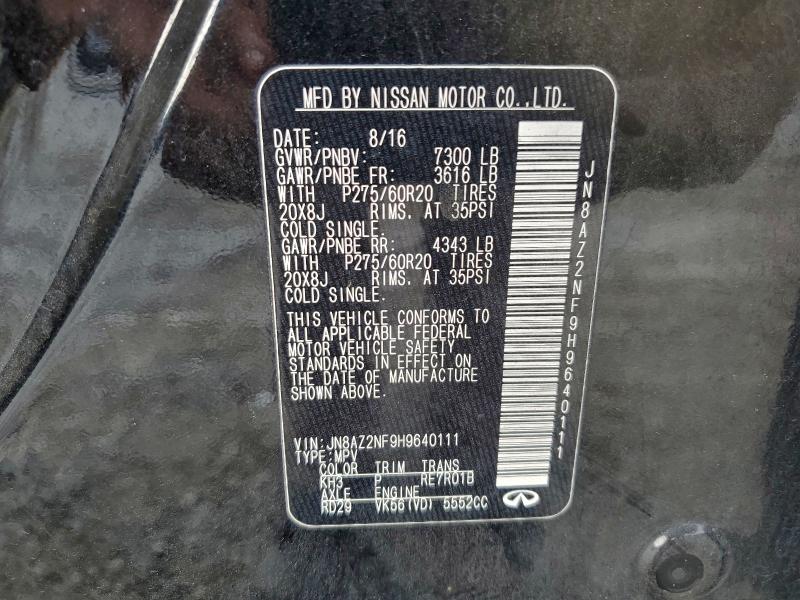 MFD BY NISSAN MOTOR CO.,LTD.
DATE: 8/16
GVWR/PNBV: 7300 LB
GAWR/PNBE FR: 3616 LB
WITH P275/60R20 TIRES
20X8J RIMS. AT 35PSI
COLD SINGLE.
GAWR/PNBE RR: 4343 LB
WITH P275/60R20 TIRES
20X8J RIMS. AT 35PSI
COLD SINGLE.
THIS VEHICLE CONFORMS TO
ALL APPLICABLE FEDERAL
MOTOR VEHICLE SAFETY
STANDARDS IN EFFECT ON
THE DATE OF MANUFACTURE
SHOWN ABOVE.
VIN: JN8AZ2NF9H9640111
TYPE: MPV
COLOR TRIM TRANS
KH3 P RE7R01B
AXLE ENGINE
RD29 VK56(VD) 5552CC
JN8AZ2NF9H9640111